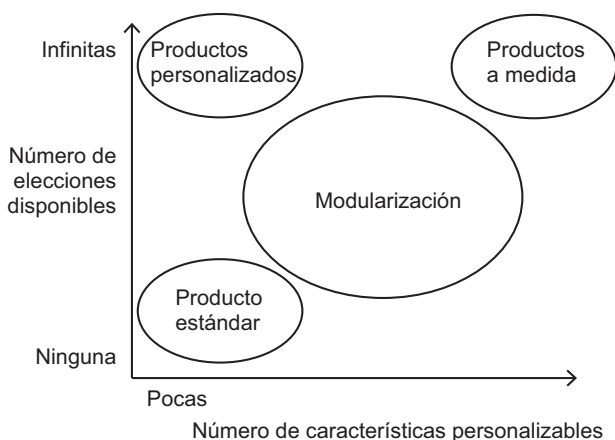 Infinitas
Productos
personalizados
Productos
a medida
Número de
elecciones
disponibles
Modularización
Producto
estándar
Ninguna
Pocas
Número de características personalizables